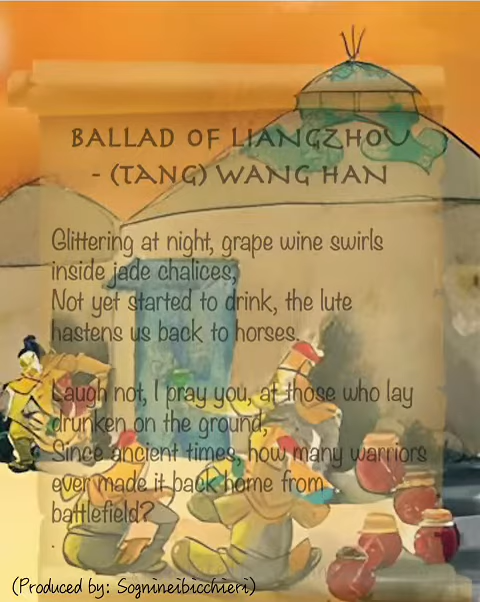 BALLAD OF LIANGZHOU
- (TANG) WANG HAN
Glittering at night, grape wine swirls
inside jade chalices,
Not yet started to drink, the lute
hastens us back to horses.
Laugh not, I pray you, at those who lay
drunken on the ground,
Since ancient times, how many warriors
ever made it back home from
battlefield?
.
(Produced by: Sognineibicchieri)